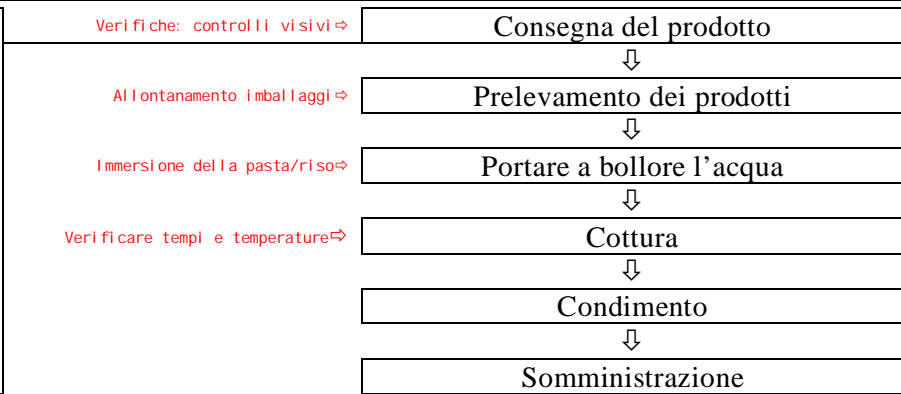 Verifiche: controlli visivi⇨ Consegna del prodotto
⇩
Allontanamento imballaggi⇨ Prelevamento dei prodotti
⇩
Immersione della pasta/riso⇨ Portare a bollore l’acqua
⇩
Verificare tempi e temperature⇨ Cottura
⇩
Condimento
⇩
Somministrazione